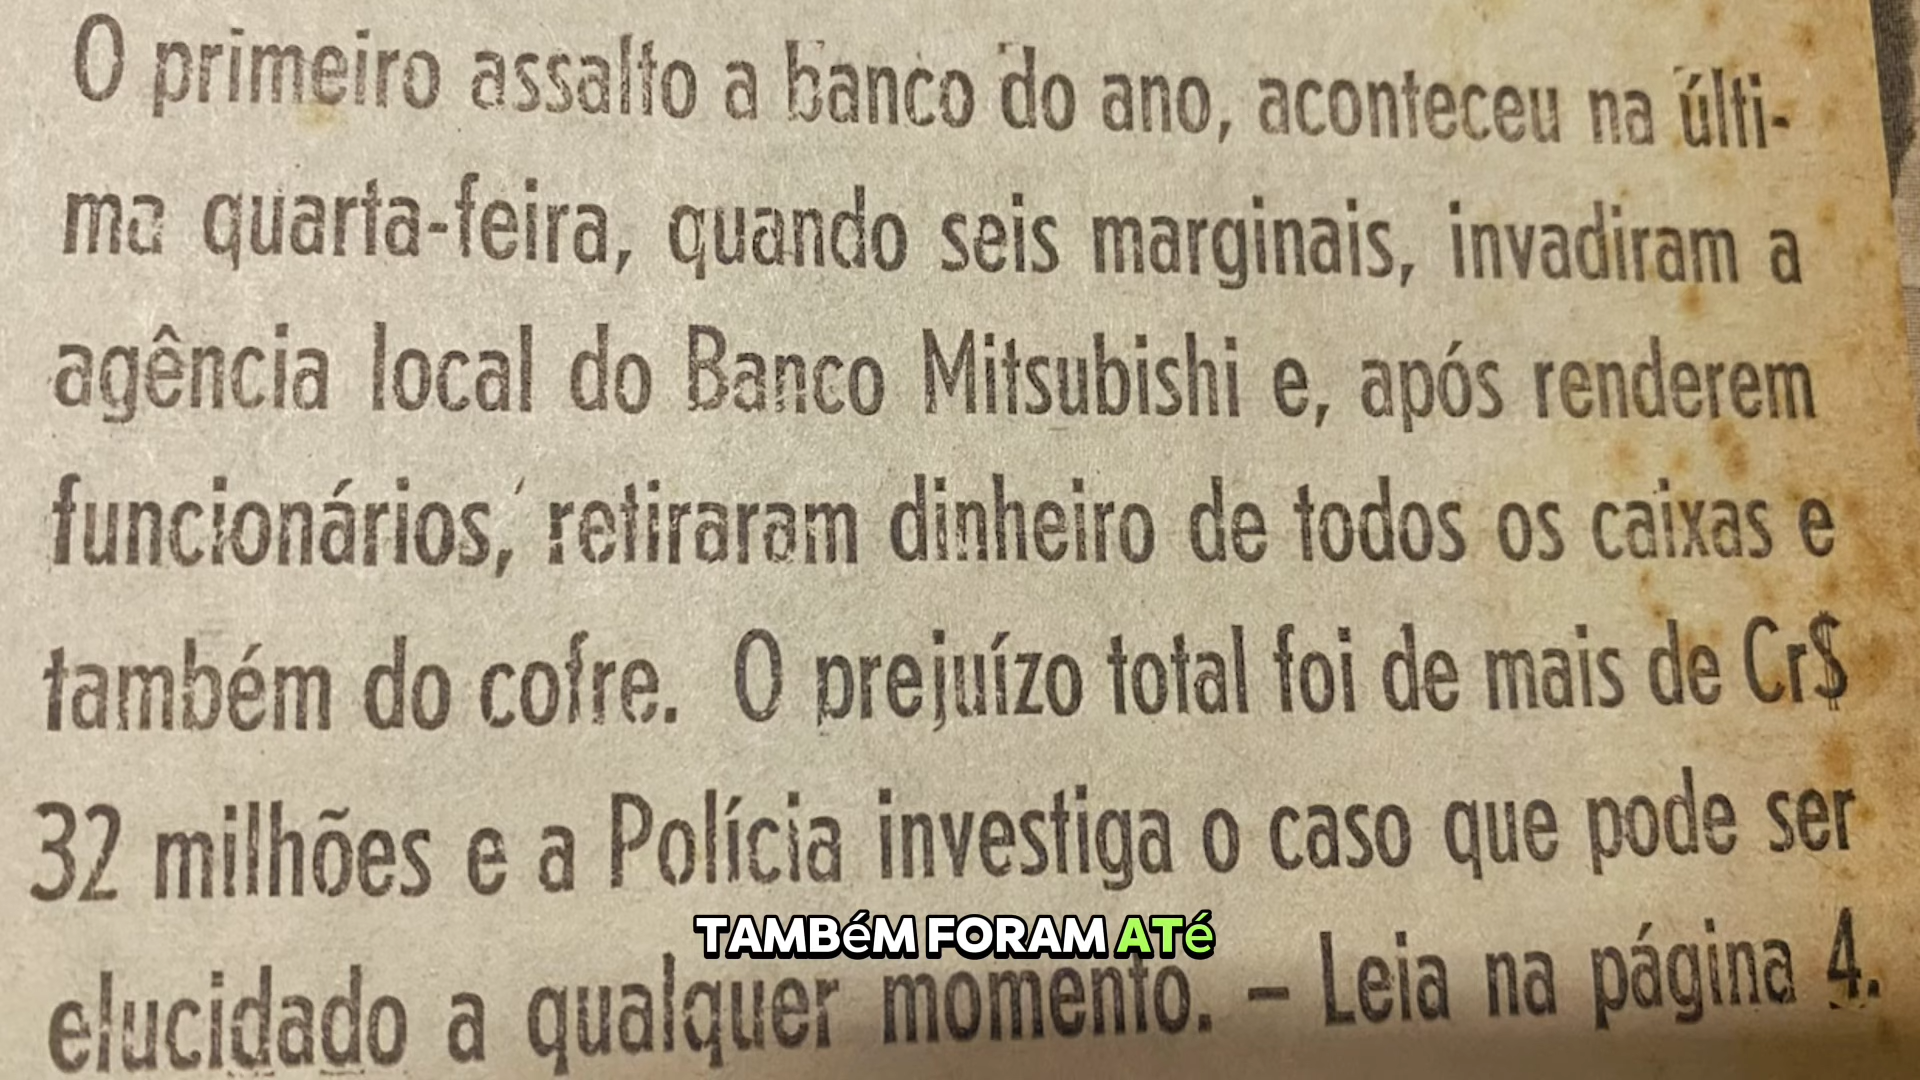 O primeiro assalto a banco do ano, aconteceu na últi-
ma quarta-feira, quando seis marginais, invadiram a
agência local do Banco Mitsubishi e, após renderem
funcionários, retiraram dinheiro de todos os caixas e
também do cofre. O prejuízo total foi de mais de Cr$
32 milhões e a Polícia investiga o caso que pode ser
TAMBéM FORAM ATé
elucidado a qualquer momento. – Leia na página 4.